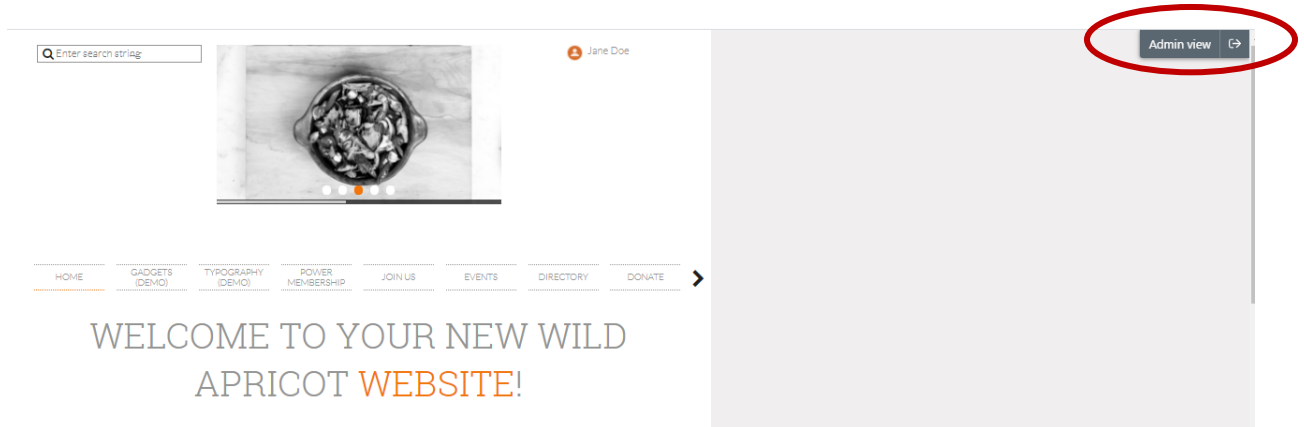 Admin view
Enter search string:
Jane Doe
HOME
GADGETS (DEMO)
TYPOGRAPHY (DEMO)
POWER MEMBERSHIP
JOIN US
EVENTS
DIRECTORY
DONATE
WELCOME TO YOUR NEW WILD
APRICOT WEBSITE!